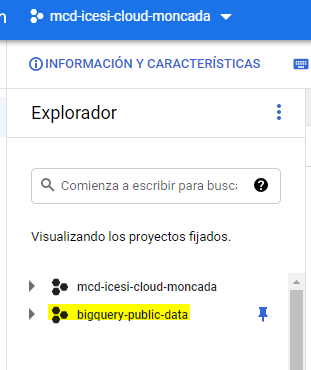 mcd-icesi-cloud-moncada
INFORMACIÓN Y CARACTERÍSTICAS
Explorador
Comienza a escribir para busca
Visualizando los proyectos fijados.
mcd-icesi-cloud-moncada
bigquery-public-data